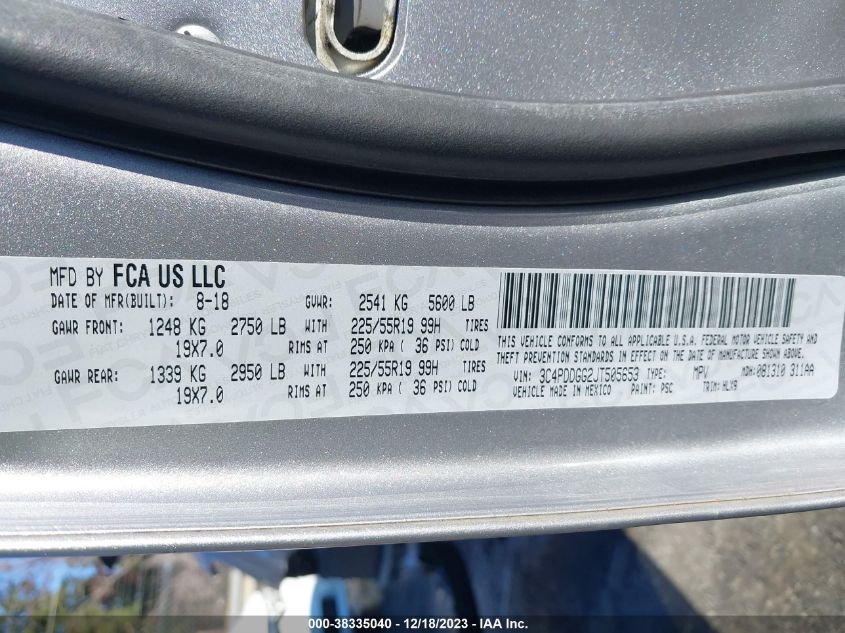 MFD BY FCA US LLC
DATE OF MFR(BUILT): 8-18 GVWR: 2541 KG 5600 LB
GAWR FRONT: 1248 KG 2750 LB WITH 225/55R19 99H TIRES
19X7.0 RIMS AT 250 KPA ( 36 PSI) COLD
GAWR REAR: 1339 KG 2950 LB WITH 225/55R19 99H TIRES
19X7.0 RIMS AT 250 KPA ( 36 PSI) COLD
THIS VEHICLE CONFORMS TO ALL APPLICABLE U.S.A. FEDERAL MOTOR VEHICLE SAFETY AND
THEFT PREVENTION STANDARDS IN EFFECT ON THE DATE OF MANUFACTURE SHOWN ABOVE.
VIN: 3C4PDDGG2JT505653 TYPE: MPV MDH: 081310 311AA
VEHICLE MADE IN MEXICO PAINT: PSC TRIM: HLX9
000-38335040 - 12/18/2023 - IAA Inc.